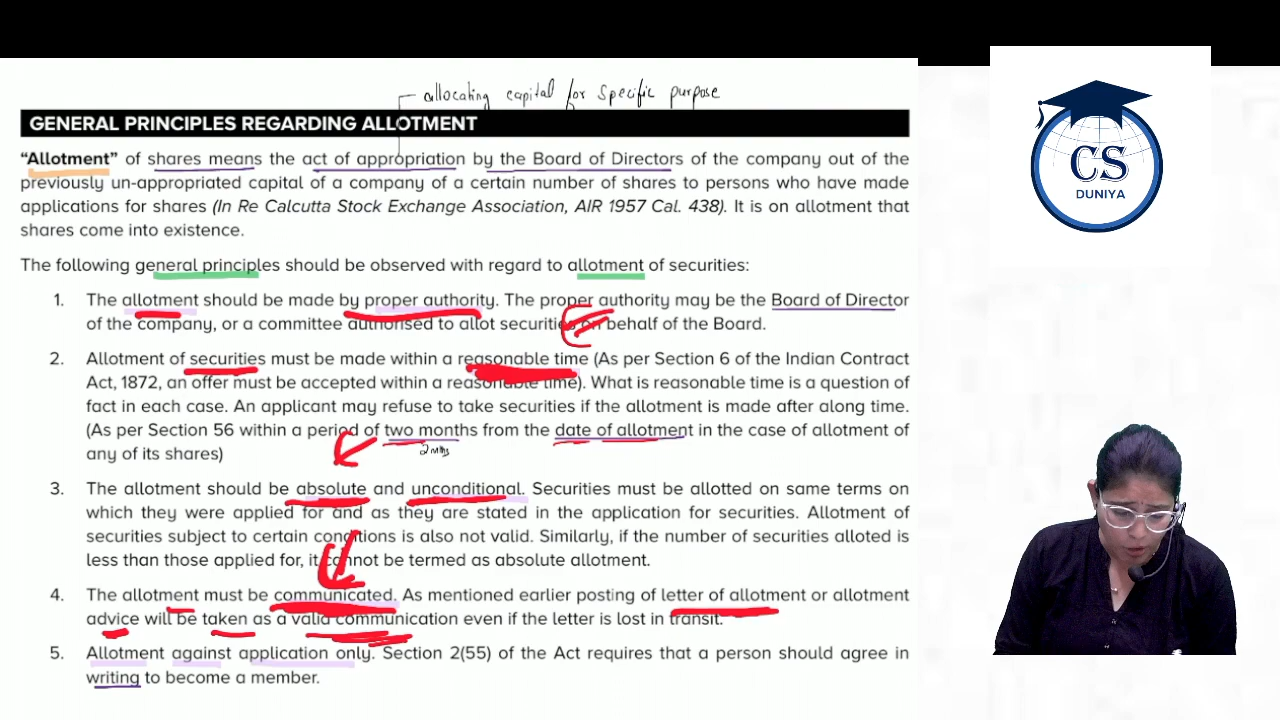 allocating capital for specific purpose
GENERAL PRINCIPLES REGARDING ALLOTMENT
"Allotment" of shares means the act of appropriation by the Board of Directors of the company out of the
previously un-appropriated capital of a company of a certain number of shares to persons who have made
applications for shares (In Re Calcutta Stock Exchange Association, AIR 1957 Cal. 438). It is on allotment that
shares come into existence.
The following general principles should be observed with regard to allotment of securities:
1. The allotment should be made by proper authority. The proper authority may be the Board of Director
of the company, or a committee authorised to allot securities on behalf of the Board.
2. Allotment of securities must be made within a reasonable time (As per Section 6 of the Indian Contract
Act, 1872, an offer must be accepted within a reasonable time). What is reasonable time is a question of
fact in each case. An applicant may refuse to take securities if the allotment is made after along time.
(As per Section 56 within a period of two months from the date of allotment in the case of allotment of
2 mths
any of its shares)
3. The allotment should be absolute and unconditional. Securities must be allotted on same terms on
which they were applied for and as they are stated in the application for securities. Allotment of
securities subject to certain conditions is also not valid. Similarly, if the number of securities alloted is
less than those applied for, it cannot be termed as absolute allotment.
4. The allotment must be communicated. As mentioned earlier posting of letter of allotment or allotment
advice will be taken as a valid communication even if the letter is lost in transit.
5. Allotment against application only. Section 2(55) of the Act requires that a person should agree in
writing to become a member.
CS
DUNIYA